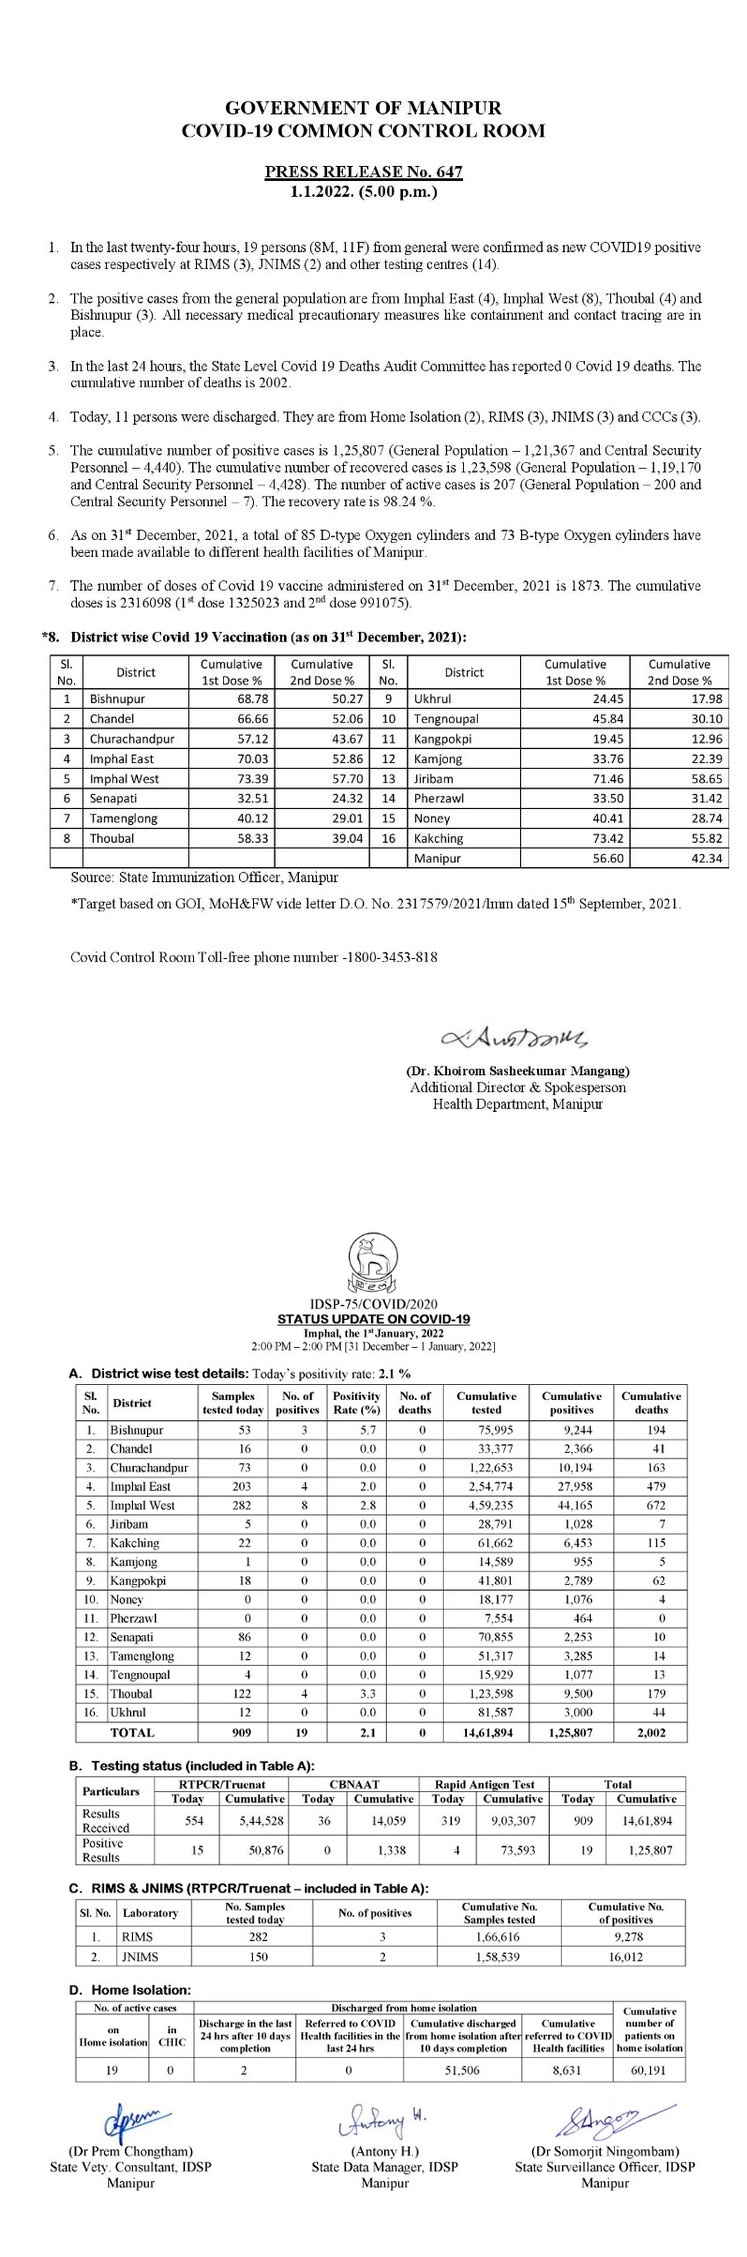 GOVERNMENT OF MANIPUR
COVID-19 COMMON CONTROL ROOM
PRESS RELEASE No. 647
1.1.2022. (5.00 p.m.)
1. In the last twenty-four hours, 19 persons (8M, 11F) from general were confirmed as new COVID19 positive
cases respectively at RIMS (3), JNIMS (2) and other testing centres (14).
2. The positive cases from the general population are from Imphal East (4), Imphal West (8), Thoubal (4) and
Bishnupur (3). All necessary medical precautionary measures like containment and contact tracing are in
place.
3. In the last 24 hours, the State Level Covid 19 Deaths Audit Committee has reported 0 Covid 19 deaths. The
cumulative number of deaths is 2002.
4. Today, 11 persons were discharged. They are from Home Isolation (2), RIMS (3), JNIMS (3) and CCCs (3).
5. The cumulative number of positive cases is 1,25,807 (General Population – 1,21,367 and Central Security
Personnel – 4,440). The cumulative number of recovered cases is 1,23,598 (General Population – 1,19,170
and Central Security Personnel – 4,428). The number of active cases is 207 (General Population – 200 and
Central Security Personnel – 7). The recovery rate is 98.24 %.
6. As on 31st December, 2021, a total of 85 D-type Oxygen cylinders and 73 B-type Oxygen cylinders have
been made available to different health facilities of Manipur.
7. The number of doses of Covid 19 vaccine administered on 31st December, 2021 is 1873. The cumulative
doses is 2316098 (1st dose 1325023 and 2nd dose 991075).
*8. District wise Covid 19 Vaccination (as on 31st December, 2021):
Sl. No. District Cumulative 1st Dose % Cumulative 2nd Dose % Sl. No. District Cumulative 1st Dose % Cumulative 2nd Dose %
1 Bishnupur 68.78 50.27 9 Ukhrul 24.45 17.98
2 Chandel 66.66 52.06 10 Tengnoupal 45.84 30.10
3 Churachandpur 57.12 43.67 11 Kangpokpi 19.45 12.96
4 Imphal East 70.03 52.86 12 Kamjong 33.76 22.39
5 Imphal West 73.39 57.70 13 Jiribam 71.46 58.65
6 Senapati 32.51 24.32 14 Pherzawl 33.50 31.42
7 Tamenglong 40.12 29.01 15 Noney 40.41 28.74
8 Thoubal 58.33 39.04 16 Kakching 73.42 55.82
Manipur 56.60 42.34
Source: State Immunization Officer, Manipur
*Target based on GOI, MoH&FW vide letter D.O. No. 2317579/2021/Imm dated 15th September, 2021.
Covid Control Room Toll-free phone number -1800-3453-818
(Dr. Khoirom Sasheekumar Mangang)
Additional Director & Spokesperson
Health Department, Manipur
IDSP-75/COVID/2020
STATUS UPDATE ON COVID-19
Imphal, the 1st January, 2022
2:00 PM – 2:00 PM [31 December – 1 January, 2022]
A. District wise test details: Today's positivity rate: 2.1 %
Sl. No. District Samples tested today No. of positives Positivity Rate (%) No. of deaths Cumulative tested Cumulative positives Cumulative deaths
1. Bishnupur 53 3 5.7 0 75,995 9,244 194
2. Chandel 16 0 0.0 0 33,377 2,366 41
3. Churachandpur 73 0 0.0 0 1,22,653 10,194 163
4. Imphal East 203 4 2.0 0 2,54,774 27,958 479
5. Imphal West 282 8 2.8 0 4,59,235 44,165 672
6. Jiribam 5 0 0.0 0 28,791 1,028 7
7. Kakching 22 0 0.0 0 61,662 6,453 115
8. Kamjong 1 0 0.0 0 14,589 955 5
9. Kangpokpi 18 0 0.0 0 41,801 2,789 62
10. Noney 0 0 0.0 0 18,177 1,076 4
11. Pherzawl 0 0 0.0 0 7,554 464 0
12. Senapati 86 0 0.0 0 70,855 2,253 10
13. Tamenglong 12 0 0.0 0 51,317 3,285 14
14. Tengnoupal 4 0 0.0 0 15,929 1,077 13
15. Thoubal 122 4 3.3 0 1,23,598 9,500 179
16. Ukhrul 12 0 0.0 0 81,587 3,000 44
TOTAL 909 19 2.1 0 14,61,894 1,25,807 2,002
B. Testing status (included in Table A):
Particulars RTPCR/Truenat CBNAAT Rapid Antigen Test Total
Today Cumulative Today Cumulative Today Cumulative Today Cumulative
Results Received 554 5,44,528 36 14,059 319 9,03,307 909 14,61,894
Positive Results 15 50,876 0 1,338 4 73,593 19 1,25,807
C. RIMS & JNIMS (RTPCR/Truenat – included in Table A):
Sl. No. Laboratory No. Samples tested today No. of positives Cumulative No. Samples tested Cumulative No. of positives
1. RIMS 282 3 1,66,616 9,278
2. JNIMS 150 2 1,58,539 16,012
D. Home Isolation:
No. of active cases Discharged from home isolation Cumulative number of patients on home isolation
on Home isolation in CHIC Discharge in the last 24 hrs after 10 days completion Referred to COVID Health facilities in the last 24 hrs Cumulative discharged from home isolation after 10 days completion Cumulative referred to COVID Health facilities
19 0 2 0 51,506 8,631 60,191
Antony H.
(Dr Prem Chongtham) (Antony H.) (Dr Somorjit Ningombam)
State Vety. Consultant, IDSP State Data Manager, IDSP State Surveillance Officer, IDSP
Manipur Manipur Manipur